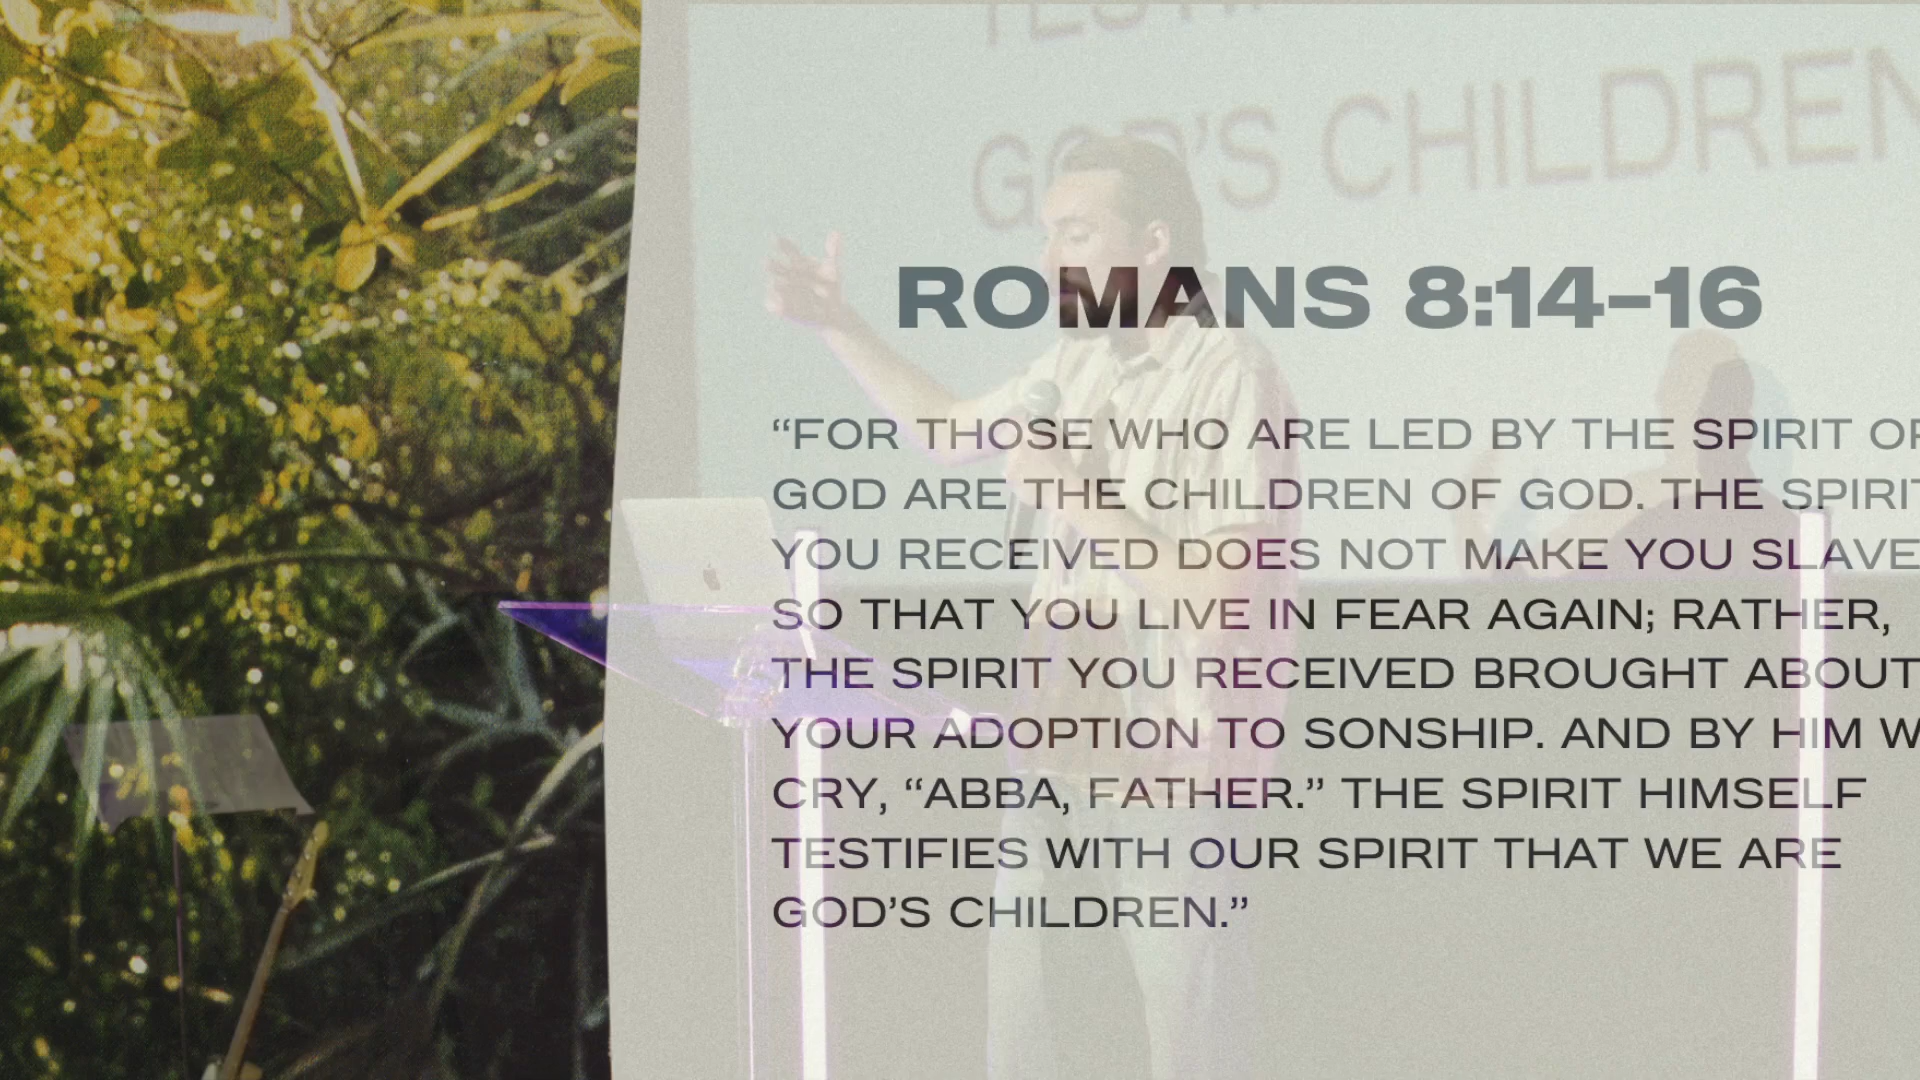 GOD'S CHILDREN
ROMANS 8:14–16
“FOR THOSE WHO ARE LED BY THE SPIRIT OF
GOD ARE THE CHILDREN OF GOD. THE SPIRIT
YOU RECEIVED DOES NOT MAKE YOU SLAVE
SO THAT YOU LIVE IN FEAR AGAIN; RATHER,
THE SPIRIT YOU RECEIVED BROUGHT ABOUT
YOUR ADOPTION TO SONSHIP. AND BY HIM W
CRY, “ABBA, FATHER.” THE SPIRIT HIMSELF
TESTIFIES WITH OUR SPIRIT THAT WE ARE
GOD’S CHILDREN.”